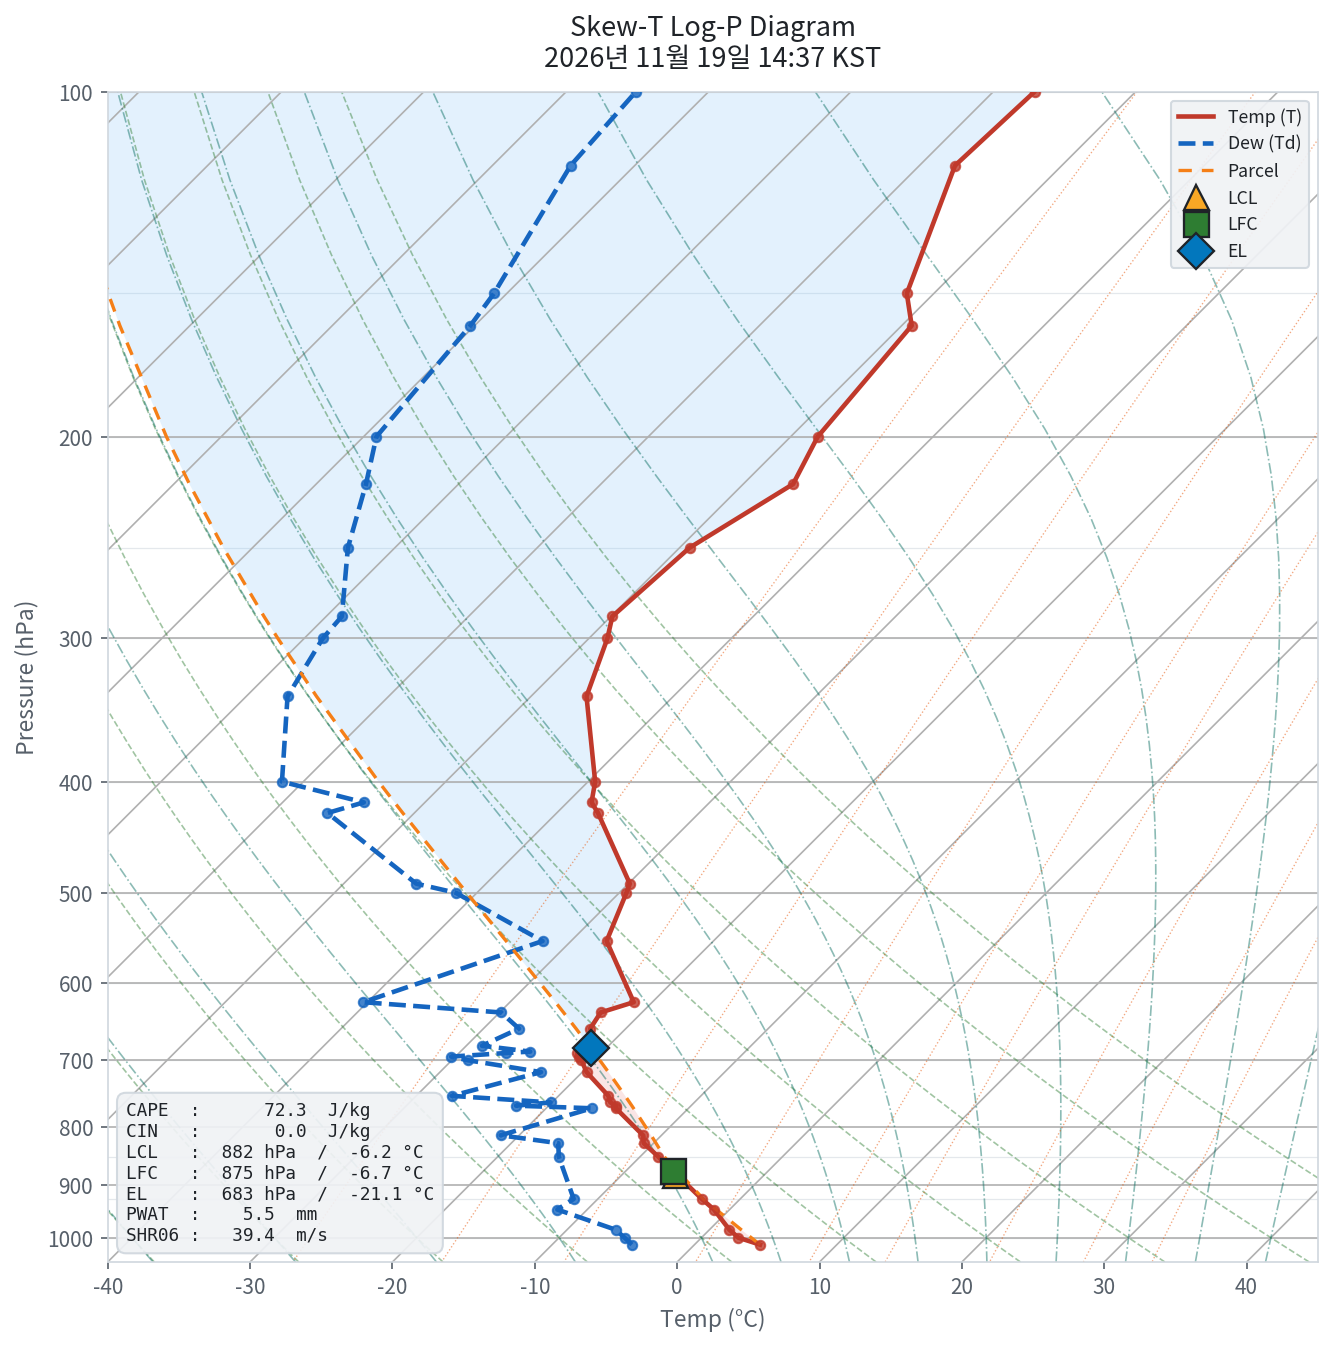 Skew-T Log-P Diagram
2026년 11월 19일 14:37 KST
Temp (T)
Dew (Td)
Parcel
LCL
LFC
EL
Pressure (hPa)
100
200
300
400
500
600
700
800
900
1000
CAPE : 72.3 J/kg
CIN : 0.0 J/kg
LCL : 882 hPa / -6.2 °C
LFC : 875 hPa / -6.7 °C
EL : 683 hPa / -21.1 °C
PWAT : 5.5 mm
SHR06 : 39.4 m/s
-40 -30 -20 -10 0 10 20 30 40
Temp (°C)